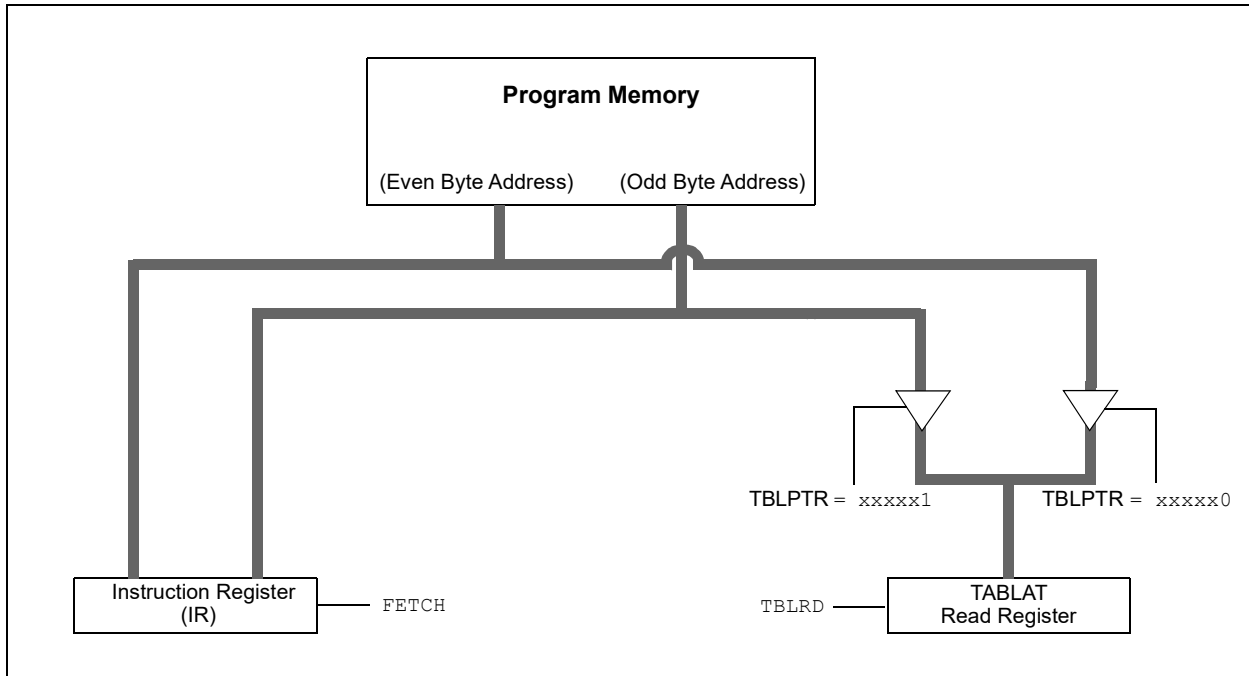 Program Memory
(Even Byte Address) (Odd Byte Address)
TBLPTR = xxxxx1
TBLPTR = xxxxx0
Instruction Register
(IR)
FETCH
TBLRD
TABLAT
Read Register